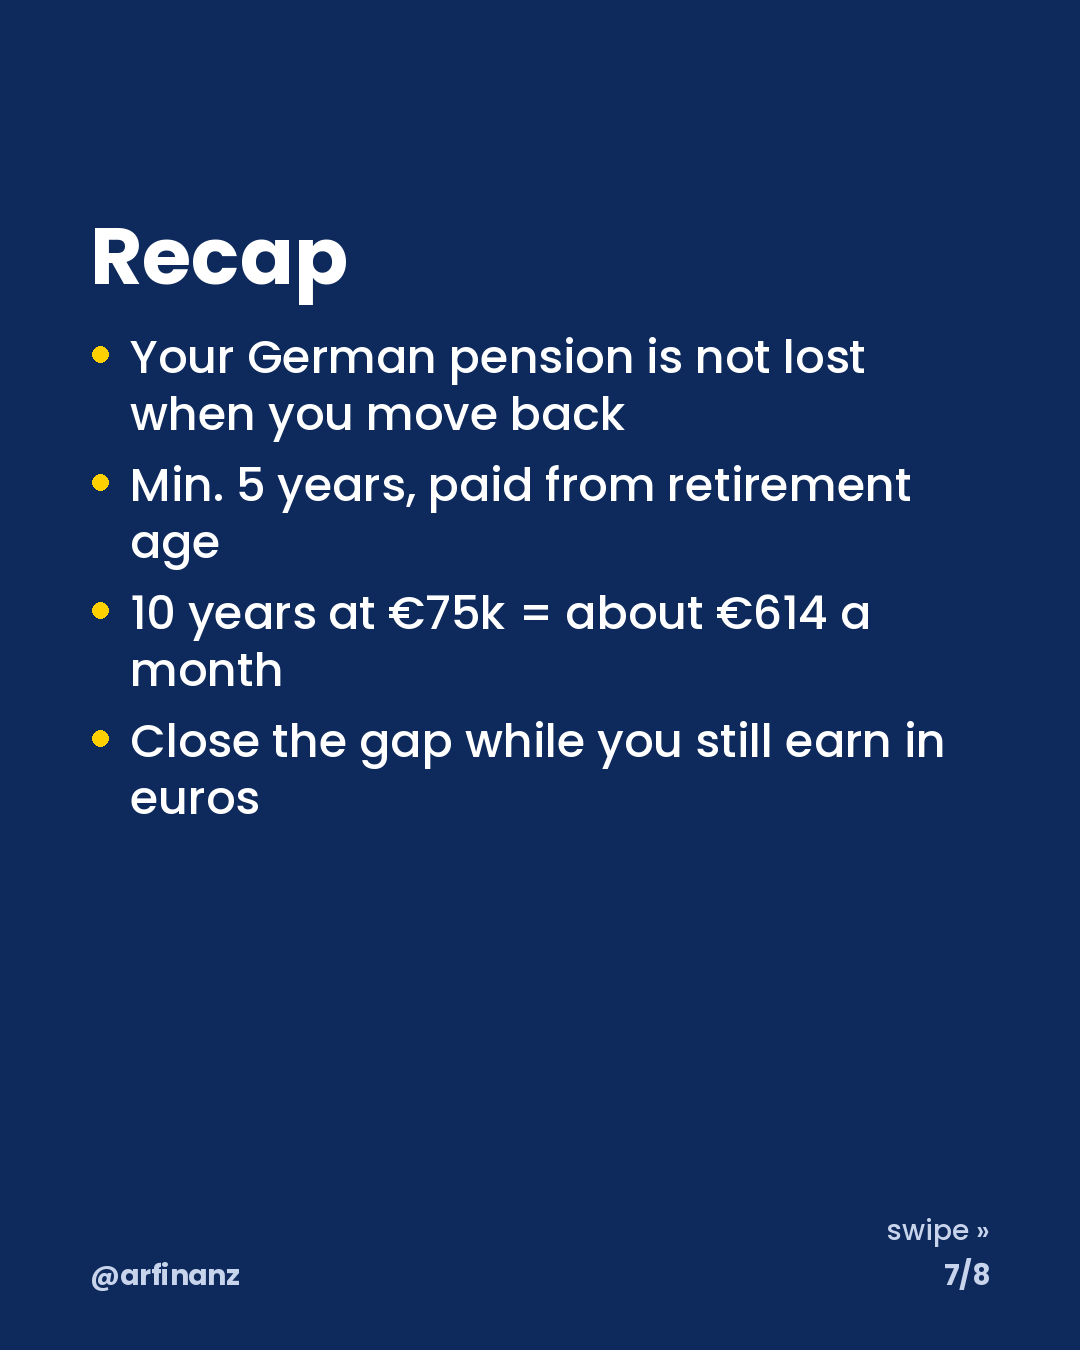 Recap
Your German pension is not lost
when you move back
Min. 5 years, paid from retirement
age
10 years at €75k = about €614 a
month
Close the gap while you still earn in
euros
swipe »
@arfinanz
7/8